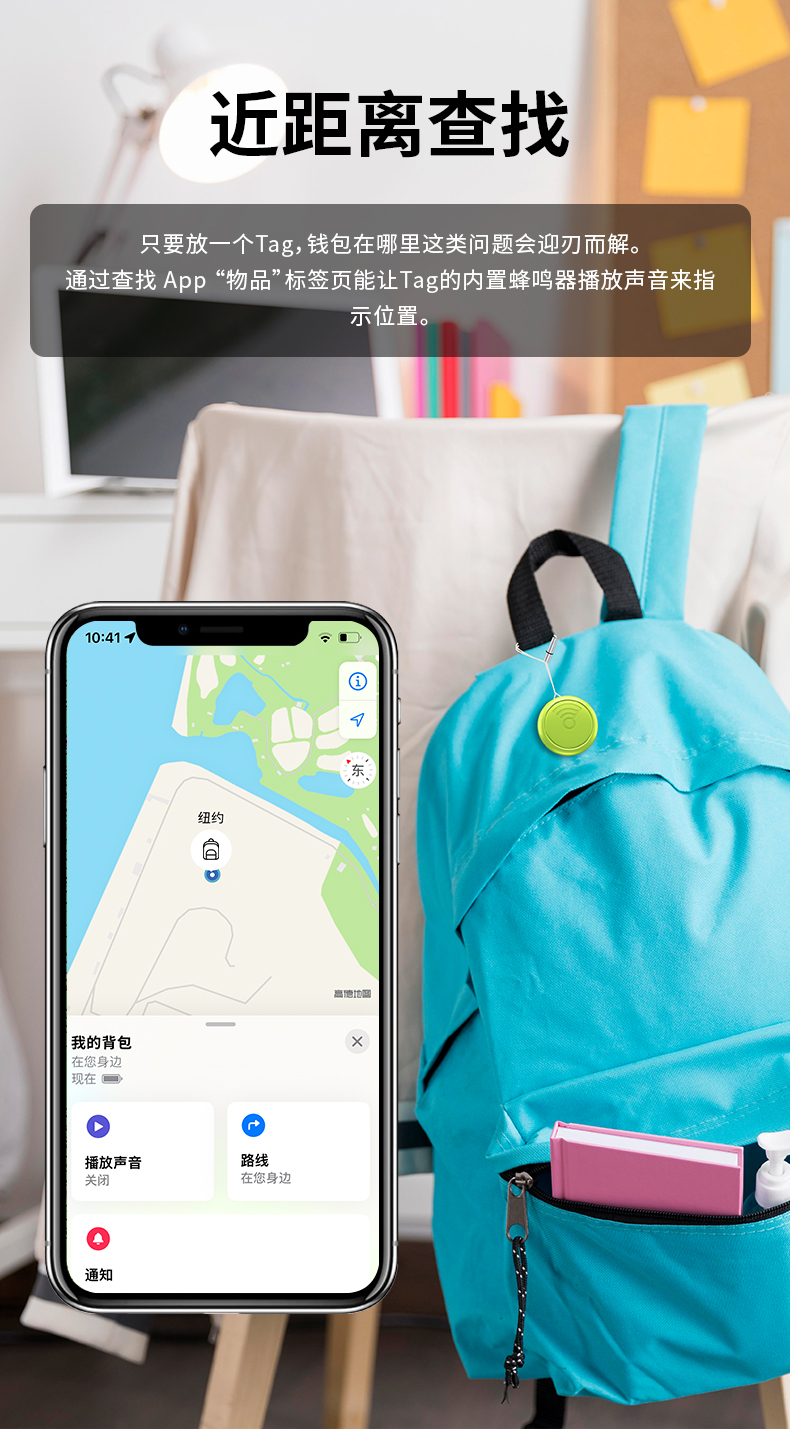 近距离查找
只要放一个Tag，钱包在哪里这类问题会迎刃而解。
通过查找 App “物品”标签页能让Tag的内置蜂鸣器播放声音来指
示位置。
10:41
东
纽约
高德地图
我的背包
在您身边
现在
播放声音
关闭
路线
在您身边
通知